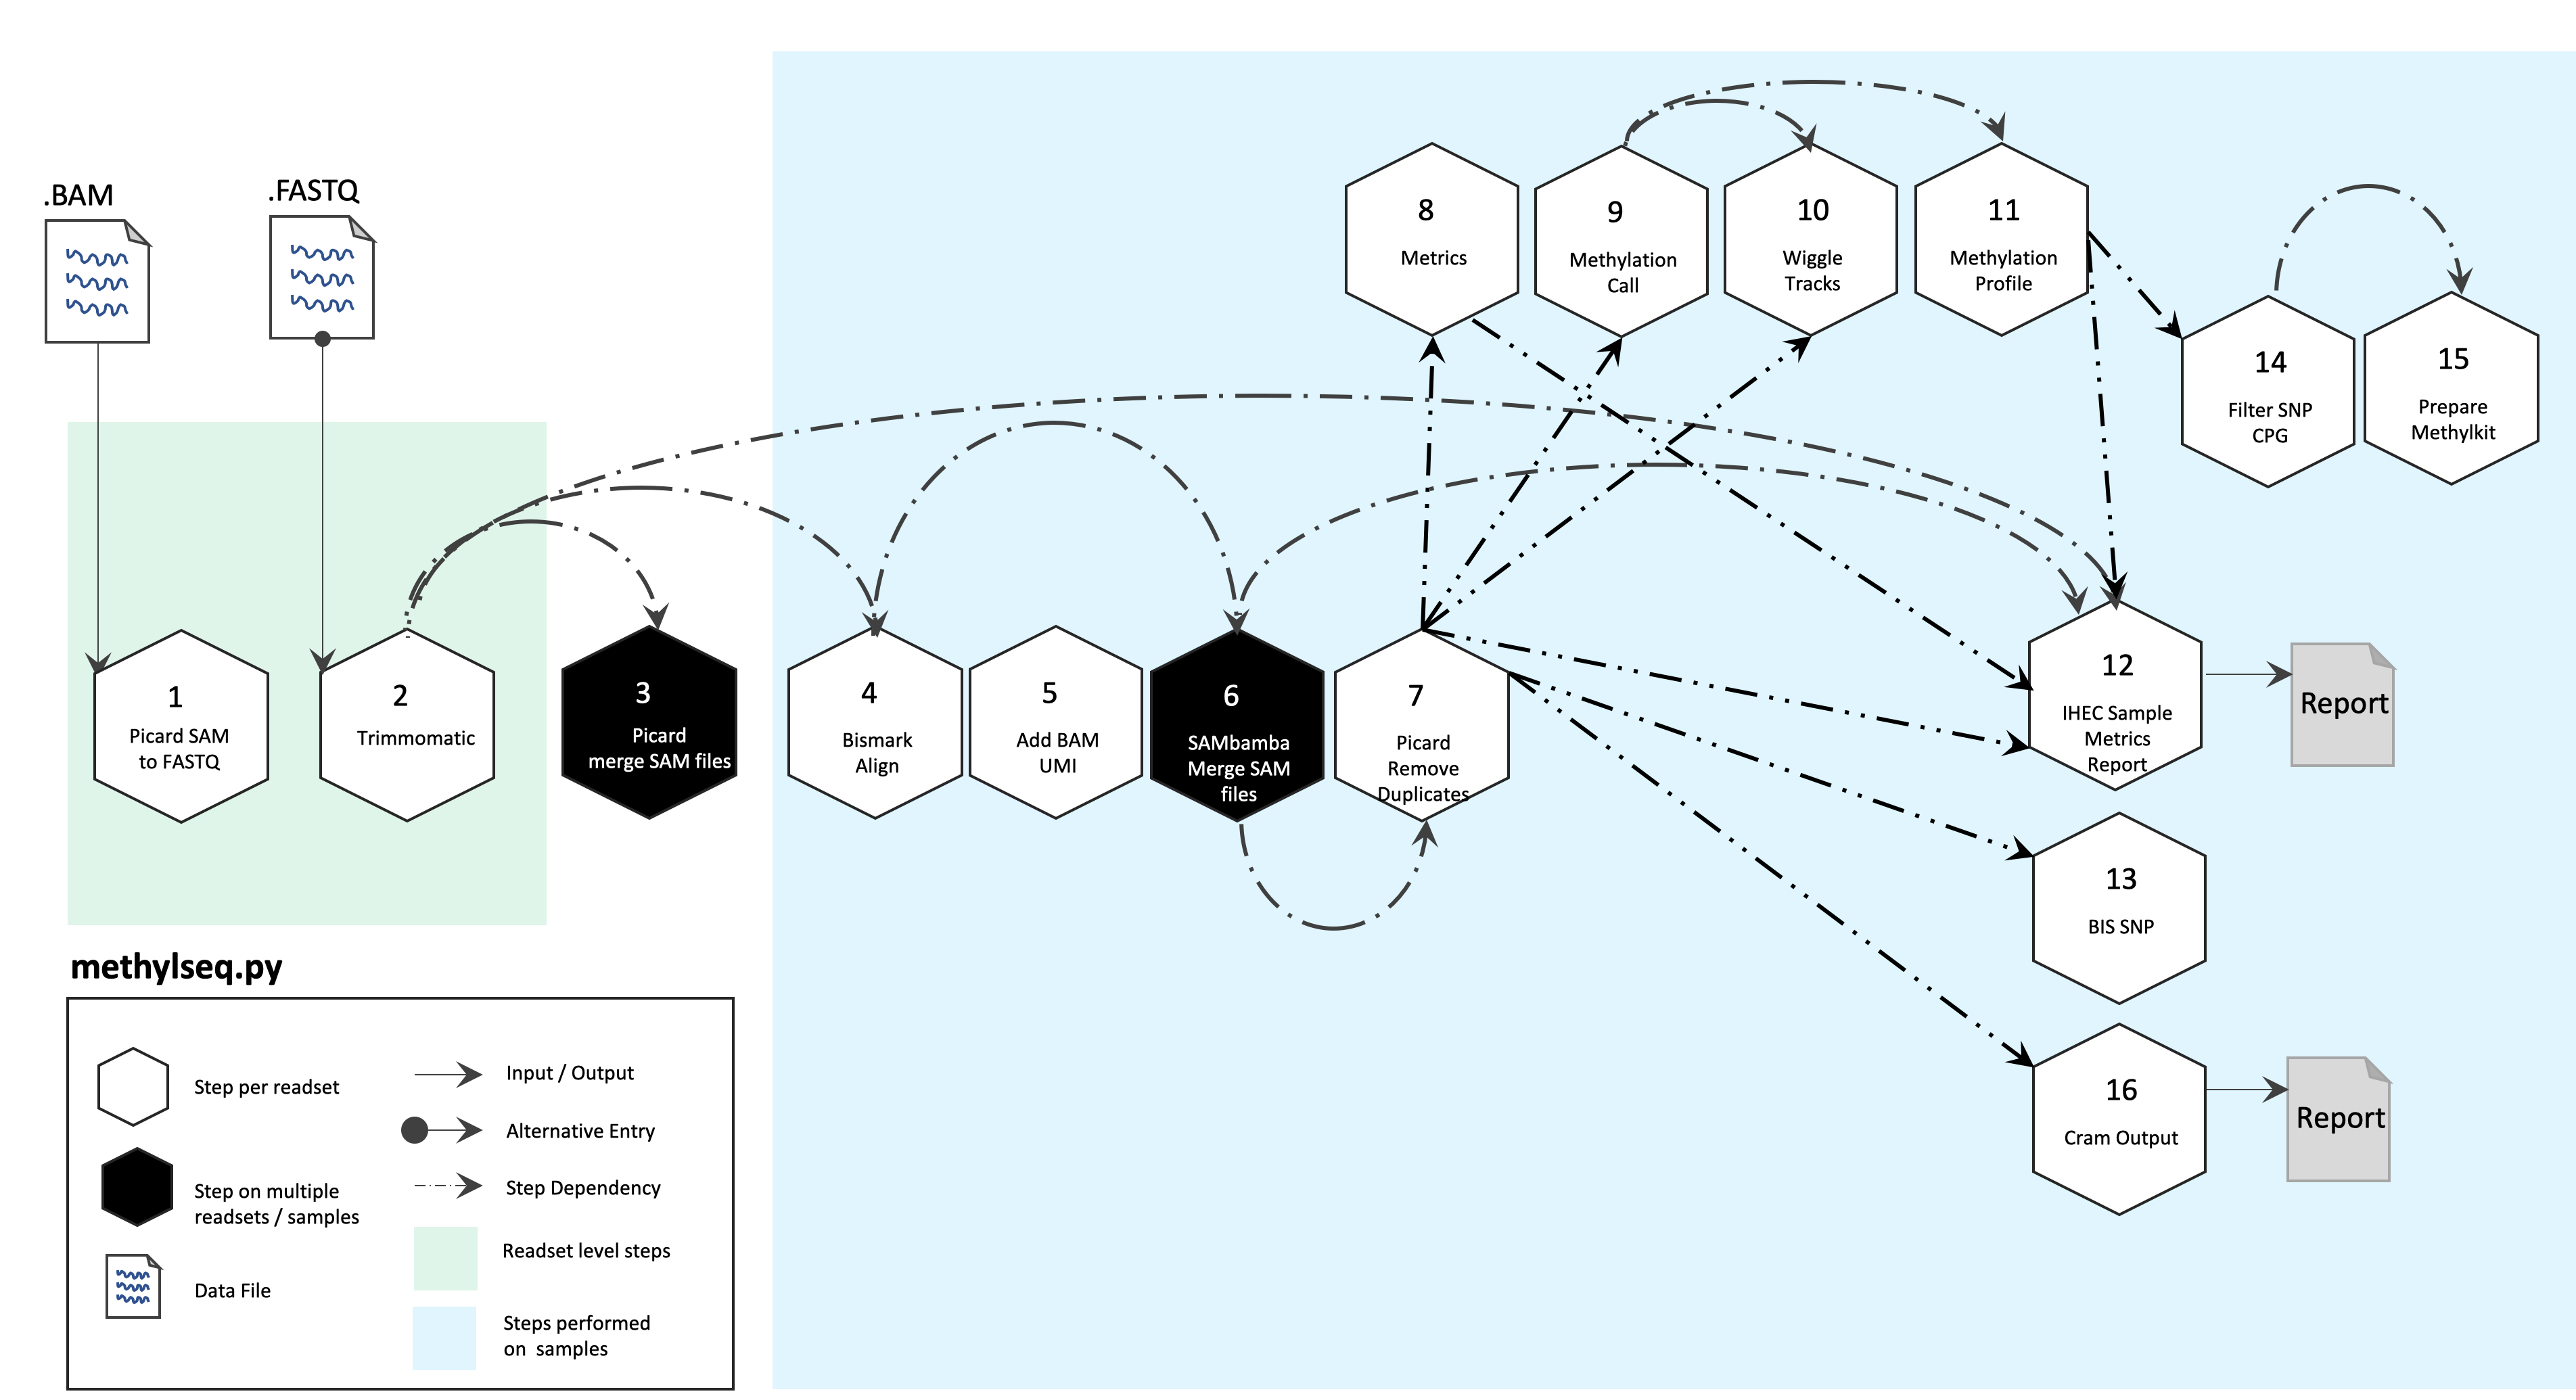 .BAM
.FASTQ
1
Picard SAM
to FASTQ
2
Trimmomatic
3
Picard
merge SAM files
4
Bismark
Align
5
Add BAM
UMI
6
SAMbamba
Merge SAM
files
7
Picard
Remove
Duplicates
8
Metrics
9
Methylation
Call
10
Wiggle
Tracks
11
Methylation
Profile
14
Filter SNP
CPG
15
Prepare
Methylkit
12
IHEC Sample
Metrics
Report
Report
13
BIS SNP
16
Cram Output
Report
methylseq.py
Step per readset
Step on multiple
readsets / samples
Data File
Input / Output
Alternative Entry
Step Dependency
Readset level steps
Steps performed
on samples